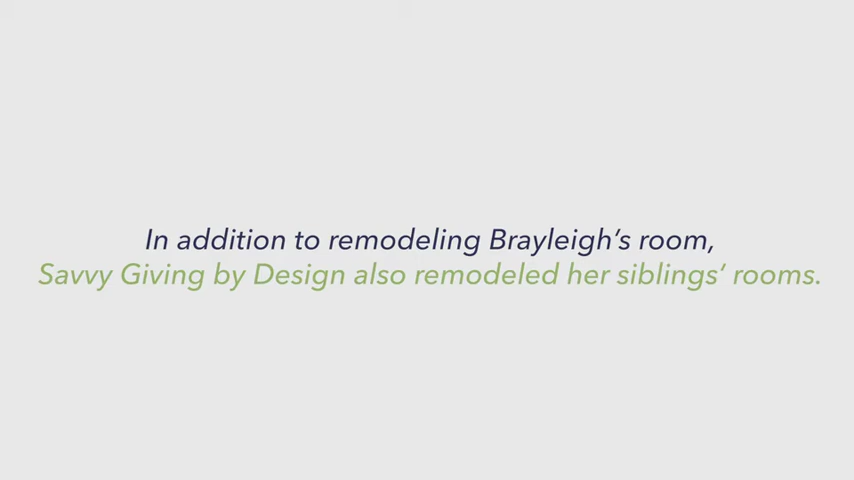 In addition to remodeling Brayleigh’s room,
Savvy Giving by Design also remodeled her siblings‘ rooms.